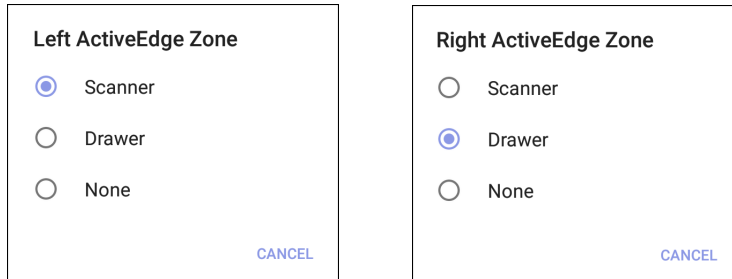 Left ActiveEdge Zone
Scanner
Drawer
None
CANCEL
Right ActiveEdge Zone
Scanner
Drawer
None
CANCEL